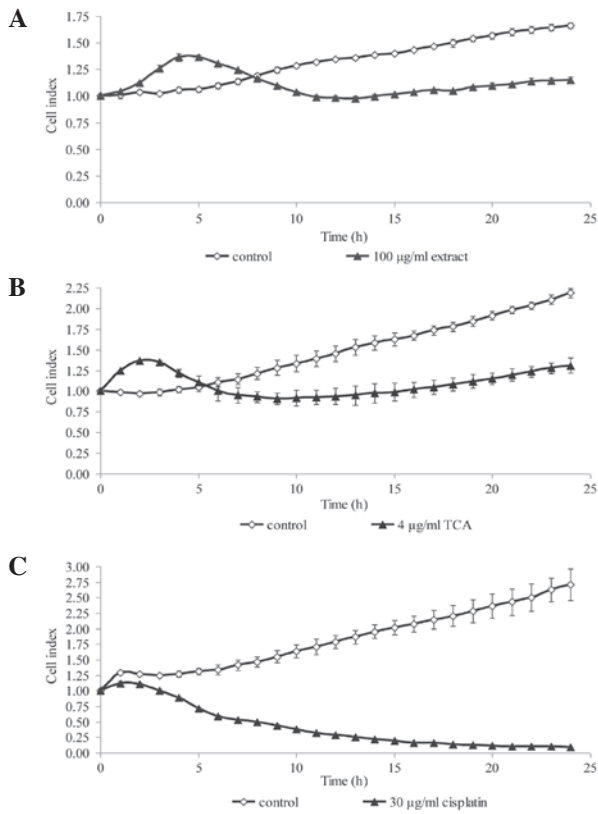 A
1.75
1.50
1.25
1.00
0.75
0.50
0.25
0.00
Cell index
0 5 10 15 20 25
Time (h)
control 100 µg/ml extract
B
2.25
2.00
1.75
1.50
1.25
1.00
0.75
0.50
0.25
0.00
Cell index
0 5 10 15 20 25
Time (h)
control 4 µg/ml TCA
C
3.00
2.75
2.50
2.25
2.00
1.75
1.50
1.25
1.00
0.75
0.50
0.25
0.00
Cell index
0 5 10 15 20 25
Time (h)
control 30 µg/ml cisplatin